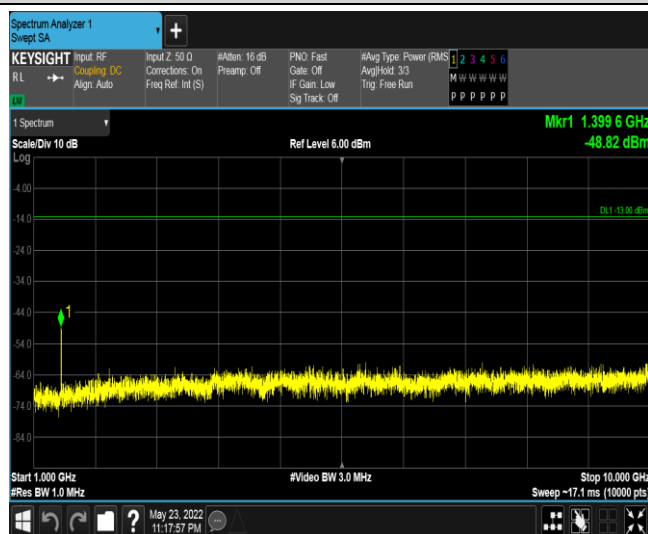 Spectrum Analyzer 1
Swept SA
+
KEYSIGHT
RL
LXI
Input: RF
Coupling: DC
Align: Auto
Input Z: 50 Ω
Corrections: On
Freq Ref: Int (S)
#Atten: 16 dB
Preamp: Off
PNO: Fast
Gate: Off
IF Gain: Low
Sig Track: Off
#Avg Type: Power (RMS
Avg|Hold: 3/3
Trig: Free Run
1 2 3 4 5 6
M W W W W W
P P P P P P
1 Spectrum
Mkr1 1.399 6 GHz
Scale/Div 10 dB
Ref Level 6.00 dBm
-48.82 dBm
Log
-4.00
DL1 -13.00 dBm
-14.0
-24.0
-34.0
-44.0
1
-54.0
-64.0
-74.0
-84.0
Start 1.000 GHz
#Video BW 3.0 MHz
Stop 10.000 GHz
#Res BW 1.0 MHz
Sweep ~17.1 ms (10000 pts)
?
May 23, 2022
11:17:57 PM